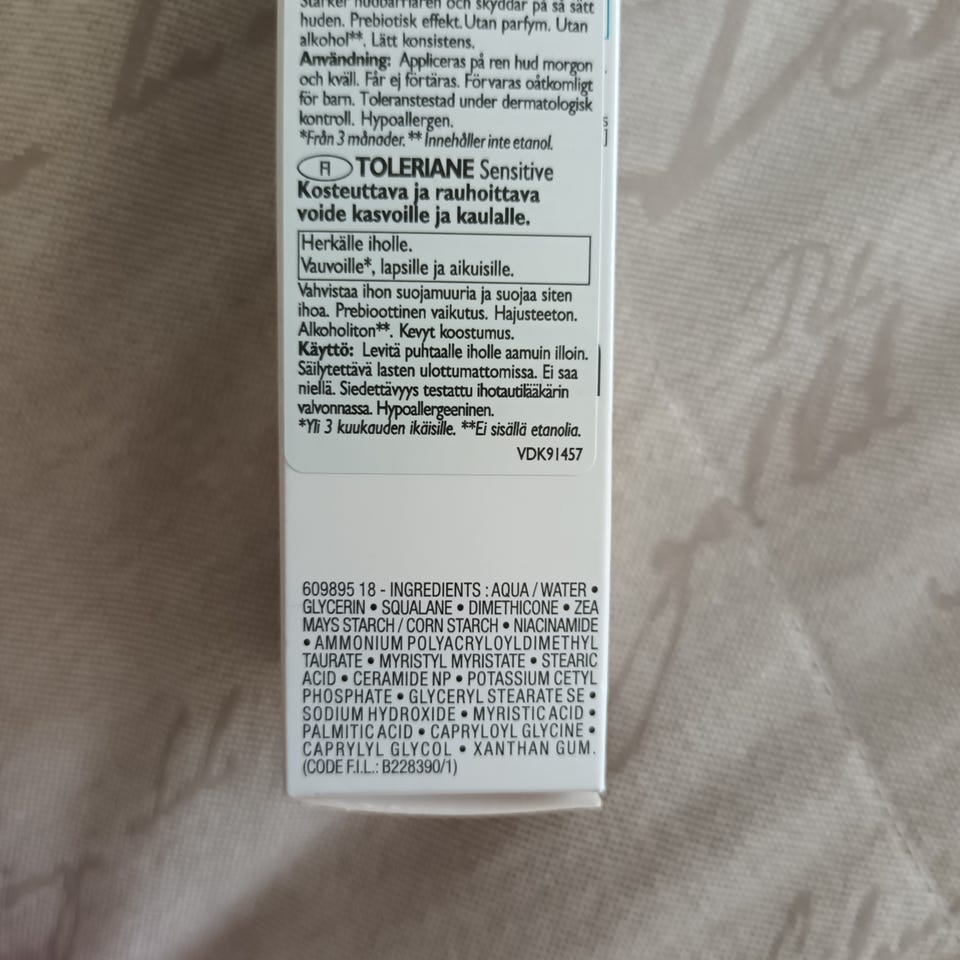 Stärker hudbarriären och skyddar på så sätt
huden. Prebiotisk effekt. Utan parfym. Utan
alkohol**. Lätt konsistens.
Användning: Appliceras på ren hud morgon
och kväll. Får ej förtäras. Förvaras oåtkomligt
för barn. Toleranstestad under dermatologisk
kontroll. Hypoallergen.
*Från 3 månader. ** Innehåller inte etanol.
FI TOLERIANE Sensitive
Kosteuttava ja rauhoittava
voide kasvoille ja kaulalle.
Herkälle iholle.
Vauvoille*, lapsille ja aikuisille.
Vahvistaa ihon suojamuuria ja suojaa siten
ihoa. Prebioottinen vaikutus. Hajusteeton.
Alkoholiton**. Kevyt koostumus.
Käyttö: Levitä puhtaalle iholle aamuin illoin.
Säilytettävä lasten ulottumattomissa. Ei saa
niellä. Siedettävyys testattu ihotautilääkärin
valvonnassa. Hypoallergeeninen.
*Yli 3 kuukauden ikäisille. **Ei sisällä etanolia.
VDK91457
609895 18 - INGREDIENTS : AQUA / WATER •
GLYCERIN • SQUALANE • DIMETHICONE • ZEA
MAYS STARCH / CORN STARCH • NIACINAMIDE
• AMMONIUM POLYACRYLOYLDIMETHYL
TAURATE • MYRISTYL MYRISTATE • STEARIC
ACID • CERAMIDE NP • POTASSIUM CETYL
PHOSPHATE • GLYCERYL STEARATE SE •
SODIUM HYDROXIDE • MYRISTIC ACID •
PALMITIC ACID • CAPRYLOYL GLYCINE •
CAPRYLYL GLYCOL • XANTHAN GUM.
(CODE F.I.L.: B228390/1)